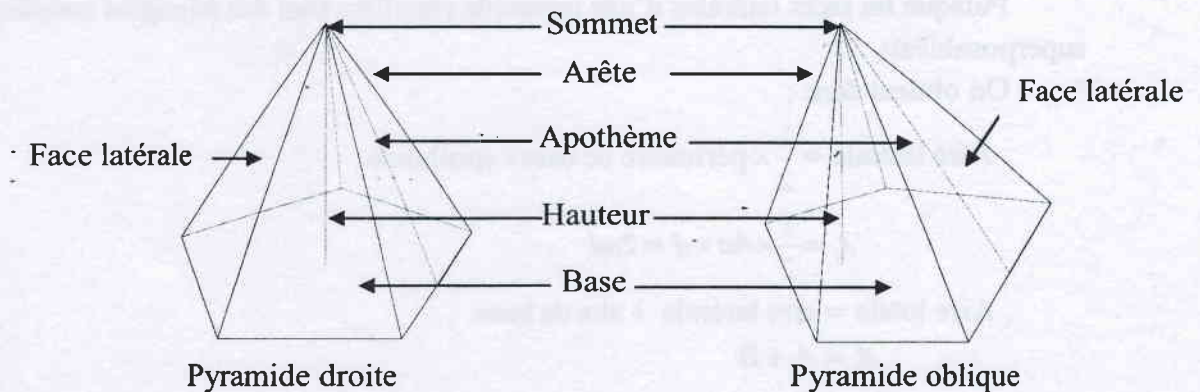 Sommet
Arête
Face latérale
Apothème
Face latérale
Hauteur
Base
Pyramide droite
Pyramide oblique